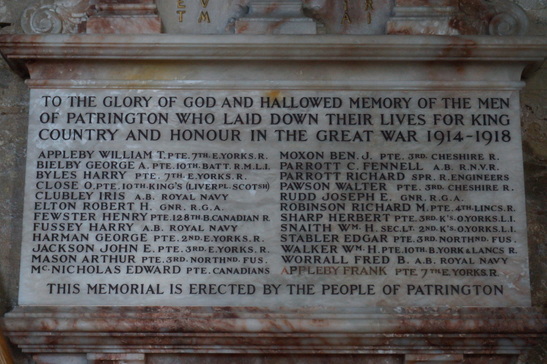 TO THE GLORY OF GOD AND HALLOWED MEMORY OF THE MEN
OF PATRINGTON WHO LAID DOWN THEIR LIVES FOR KING
COUNTRY AND HONOUR IN THE GREAT WAR 1914-1918
APPLEBY WILLIAM T. PTE. 7TH. E.YORKS. R.
BIELBY GEORGE A. PTE. 10TH. BATT. R.M.L.I.
BYLES HARRY PTE. 7TH. E.YORKS. R.
CLOSE O. PTE. 10TH KING'S (LIVERPL SCOTSH)
CLUBLEY IRIS A.B. ROYAL NAVY
ELVEN ROBERT H. GNR. R.G.A.
FEWSTER HENRY PTE. 128TH B. CANADIAN R.
FUSSEY HARRY A.B. ROYAL NAVY
HARMAN GEORGE PTE. 2ND. E.YORKS. R.
JACKSON JOHN E. PTE. 3RD. E.YORKS. R.
MASON ARTHUR PTE. 3RD. NORTHND. FUS.
MC. NICHOLAS EDWARD PTE. CANADIANS
MOXON BEN. J. PTE. 3RD. CHESHIRE R.
PARROTT C. FENNELL A.B. R.N.V.R.
PARROTT RICHARD SPR. R. ENGINEERS
PAWSON WALTER PTE. 3RD. CHESHIRE R.
RUDD JOSEPH E. GNR. R.G.A.
ROBINSON RICHARD M. PTE. 4TH. LINCS. R.
SHARP HERBERT PTE. 3RD. K'S. O.YORKS. L.I.
SNAITH WM. H. SEC. LT. 2ND. K'S. O.YORKS. L.I.
STABLER EDGAR PTE. 3RD. NORTHND. FUS.
WALKER WM. H. PTE. 10TH. B. YORK & LANCS R.
WORRALL FRED B. A.B. ROYAL NAVY
APPLEBY FRANK PTE 7TH E YORKS. R.
THIS MEMORIAL IS ERECTED BY THE PEOPLE OF PATRINGTON